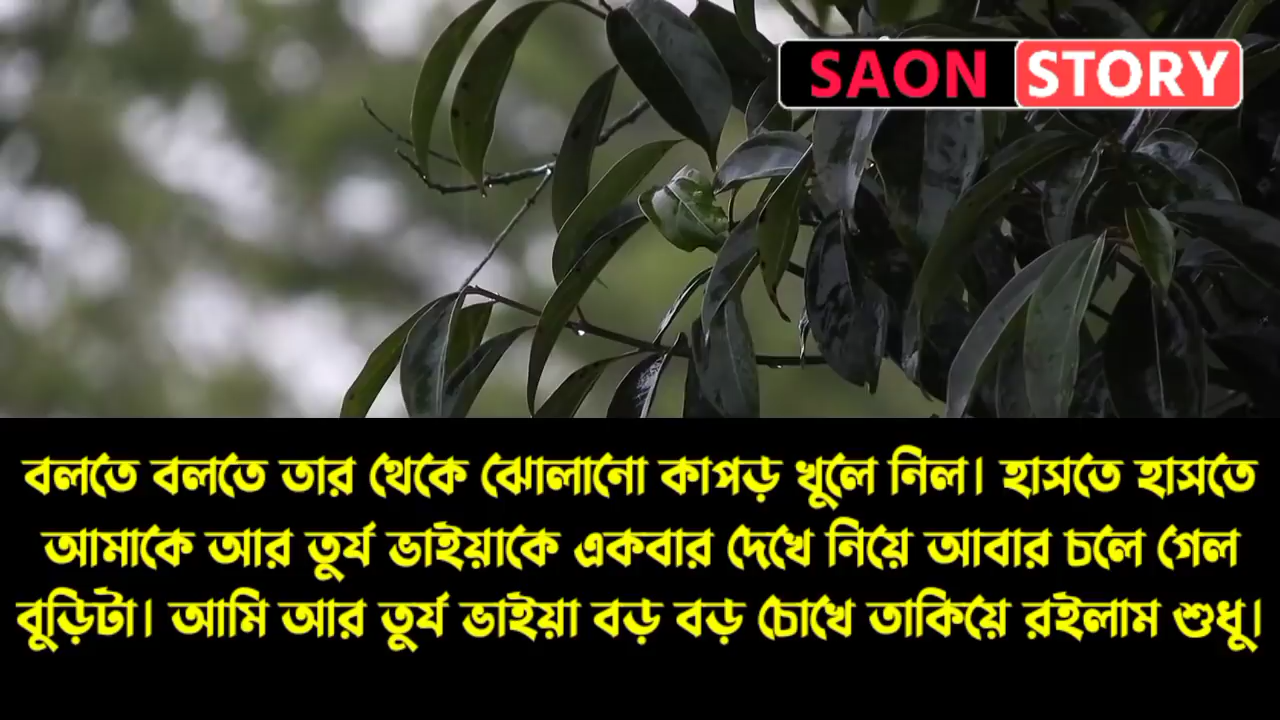 SAON STORY
বলতে বলতে তার থেকে ঝোলানো কাপড় খুলে নিল। হাসতে হাসতে
আমাকে আর তুর্য ভাইয়াকে একবার দেখে নিয়ে আবার চলে গেল
বুড়িটা। আমি আর তুর্য ভাইয়া বড় বড় চোখে তাকিয়ে রইলাম শুধু।